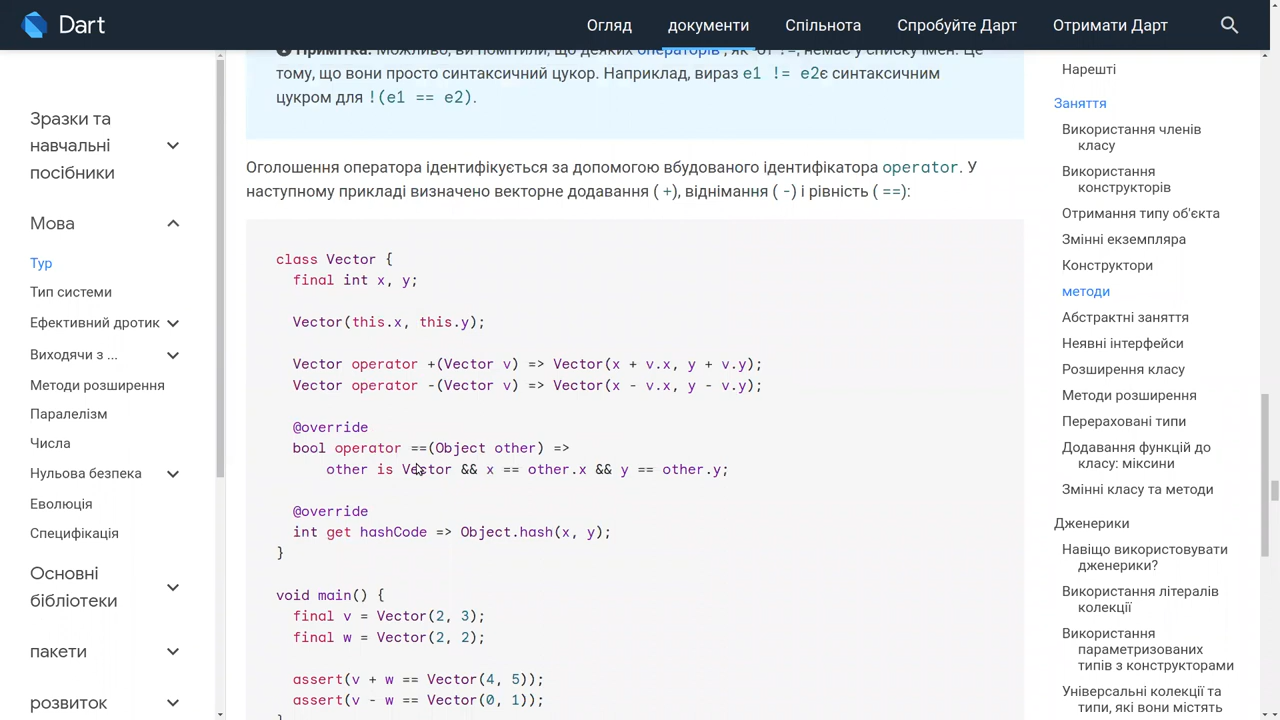 Dart
Огляд
документи
Спільнота
Спробуйте Дарт
Отримати Дарт
Зразки та
навчальні
посібники
Мова
Тур
Тип системи
Ефективний дротик
Виходячи з ...
Методи розширення
Паралелізм
Числа
Нульова безпека
Еволюція
Специфікація
Основні
бібліотеки
пакети
розвиток
Примітка: Можливо, ви помітили, що деяких операторів , як от !=, немає у списку імен. Це
тому, що вони просто синтаксичний цукор. Наприклад, вираз e1 != e2є синтаксичним
цукром для !(e1 == e2).
Оголошення оператора ідентифікується за допомогою вбудованого ідентифікатора operator. У
наступному прикладі визначено векторне додавання ( +), віднімання ( -) і рівність ( ==):
class Vector {
final int x, y;
Vector(this.x, this.y);
Vector operator +(Vector v) => Vector(x + v.x, y + v.y);
Vector operator -(Vector v) => Vector(x - v.x, y - v.y);
@override
bool operator ==(Object other) =>
other is Vector && x == other.x && y == other.y;
@override
int get hashCode => Object.hash(x, y);
}
void main() {
final v = Vector(2, 3);
final w = Vector(2, 2);
assert(v + w == Vector(4, 5));
assert(v - w == Vector(0, 1));
}
Нарешті
Заняття
Використання членів
класу
Використання
конструкторів
Отримання типу об'єкта
Змінні екземпляра
Конструктори
методи
Абстрактні заняття
Неявні інтерфейси
Розширення класу
Методи розширення
Перераховані типи
Додавання функцій до
класу: міксини
Змінні класу та методи
Дженерики
Навіщо використовувати
дженерики?
Використання літералів
колекції
Використання
параметризованих
типів з конструкторами
Універсальні колекції та
типи, які вони містять